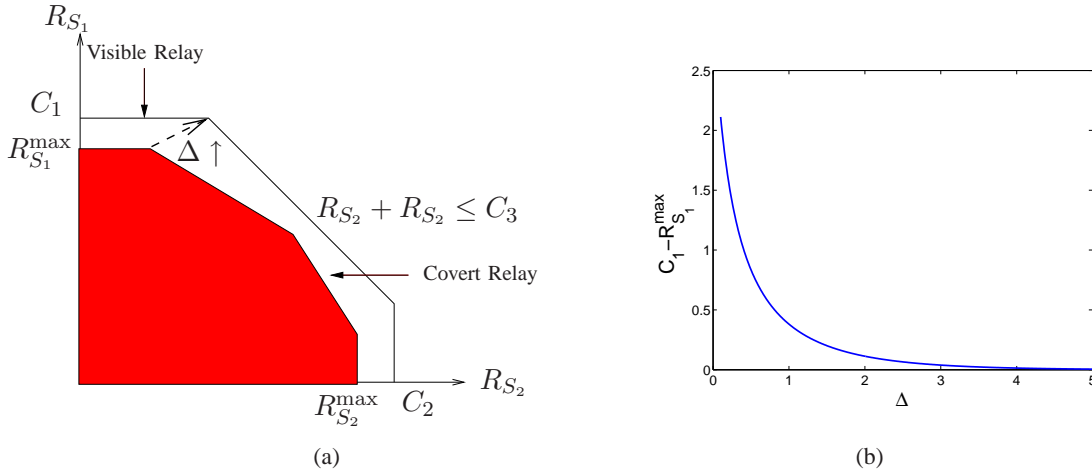 R_{S_1}
Visible Relay
C_1
R_{S_1}^{max}
Δ ↑
R_{S_2} + R_{S_2} ≤ C_3
Covert Relay
R_{S_2}
R_{S_2}^{max}
C_2
(a)
2.5
2
1.5
1
0.5
0
C_1−R_{S_1}^{max}
0 1 2 3 4 5
Δ
(b)